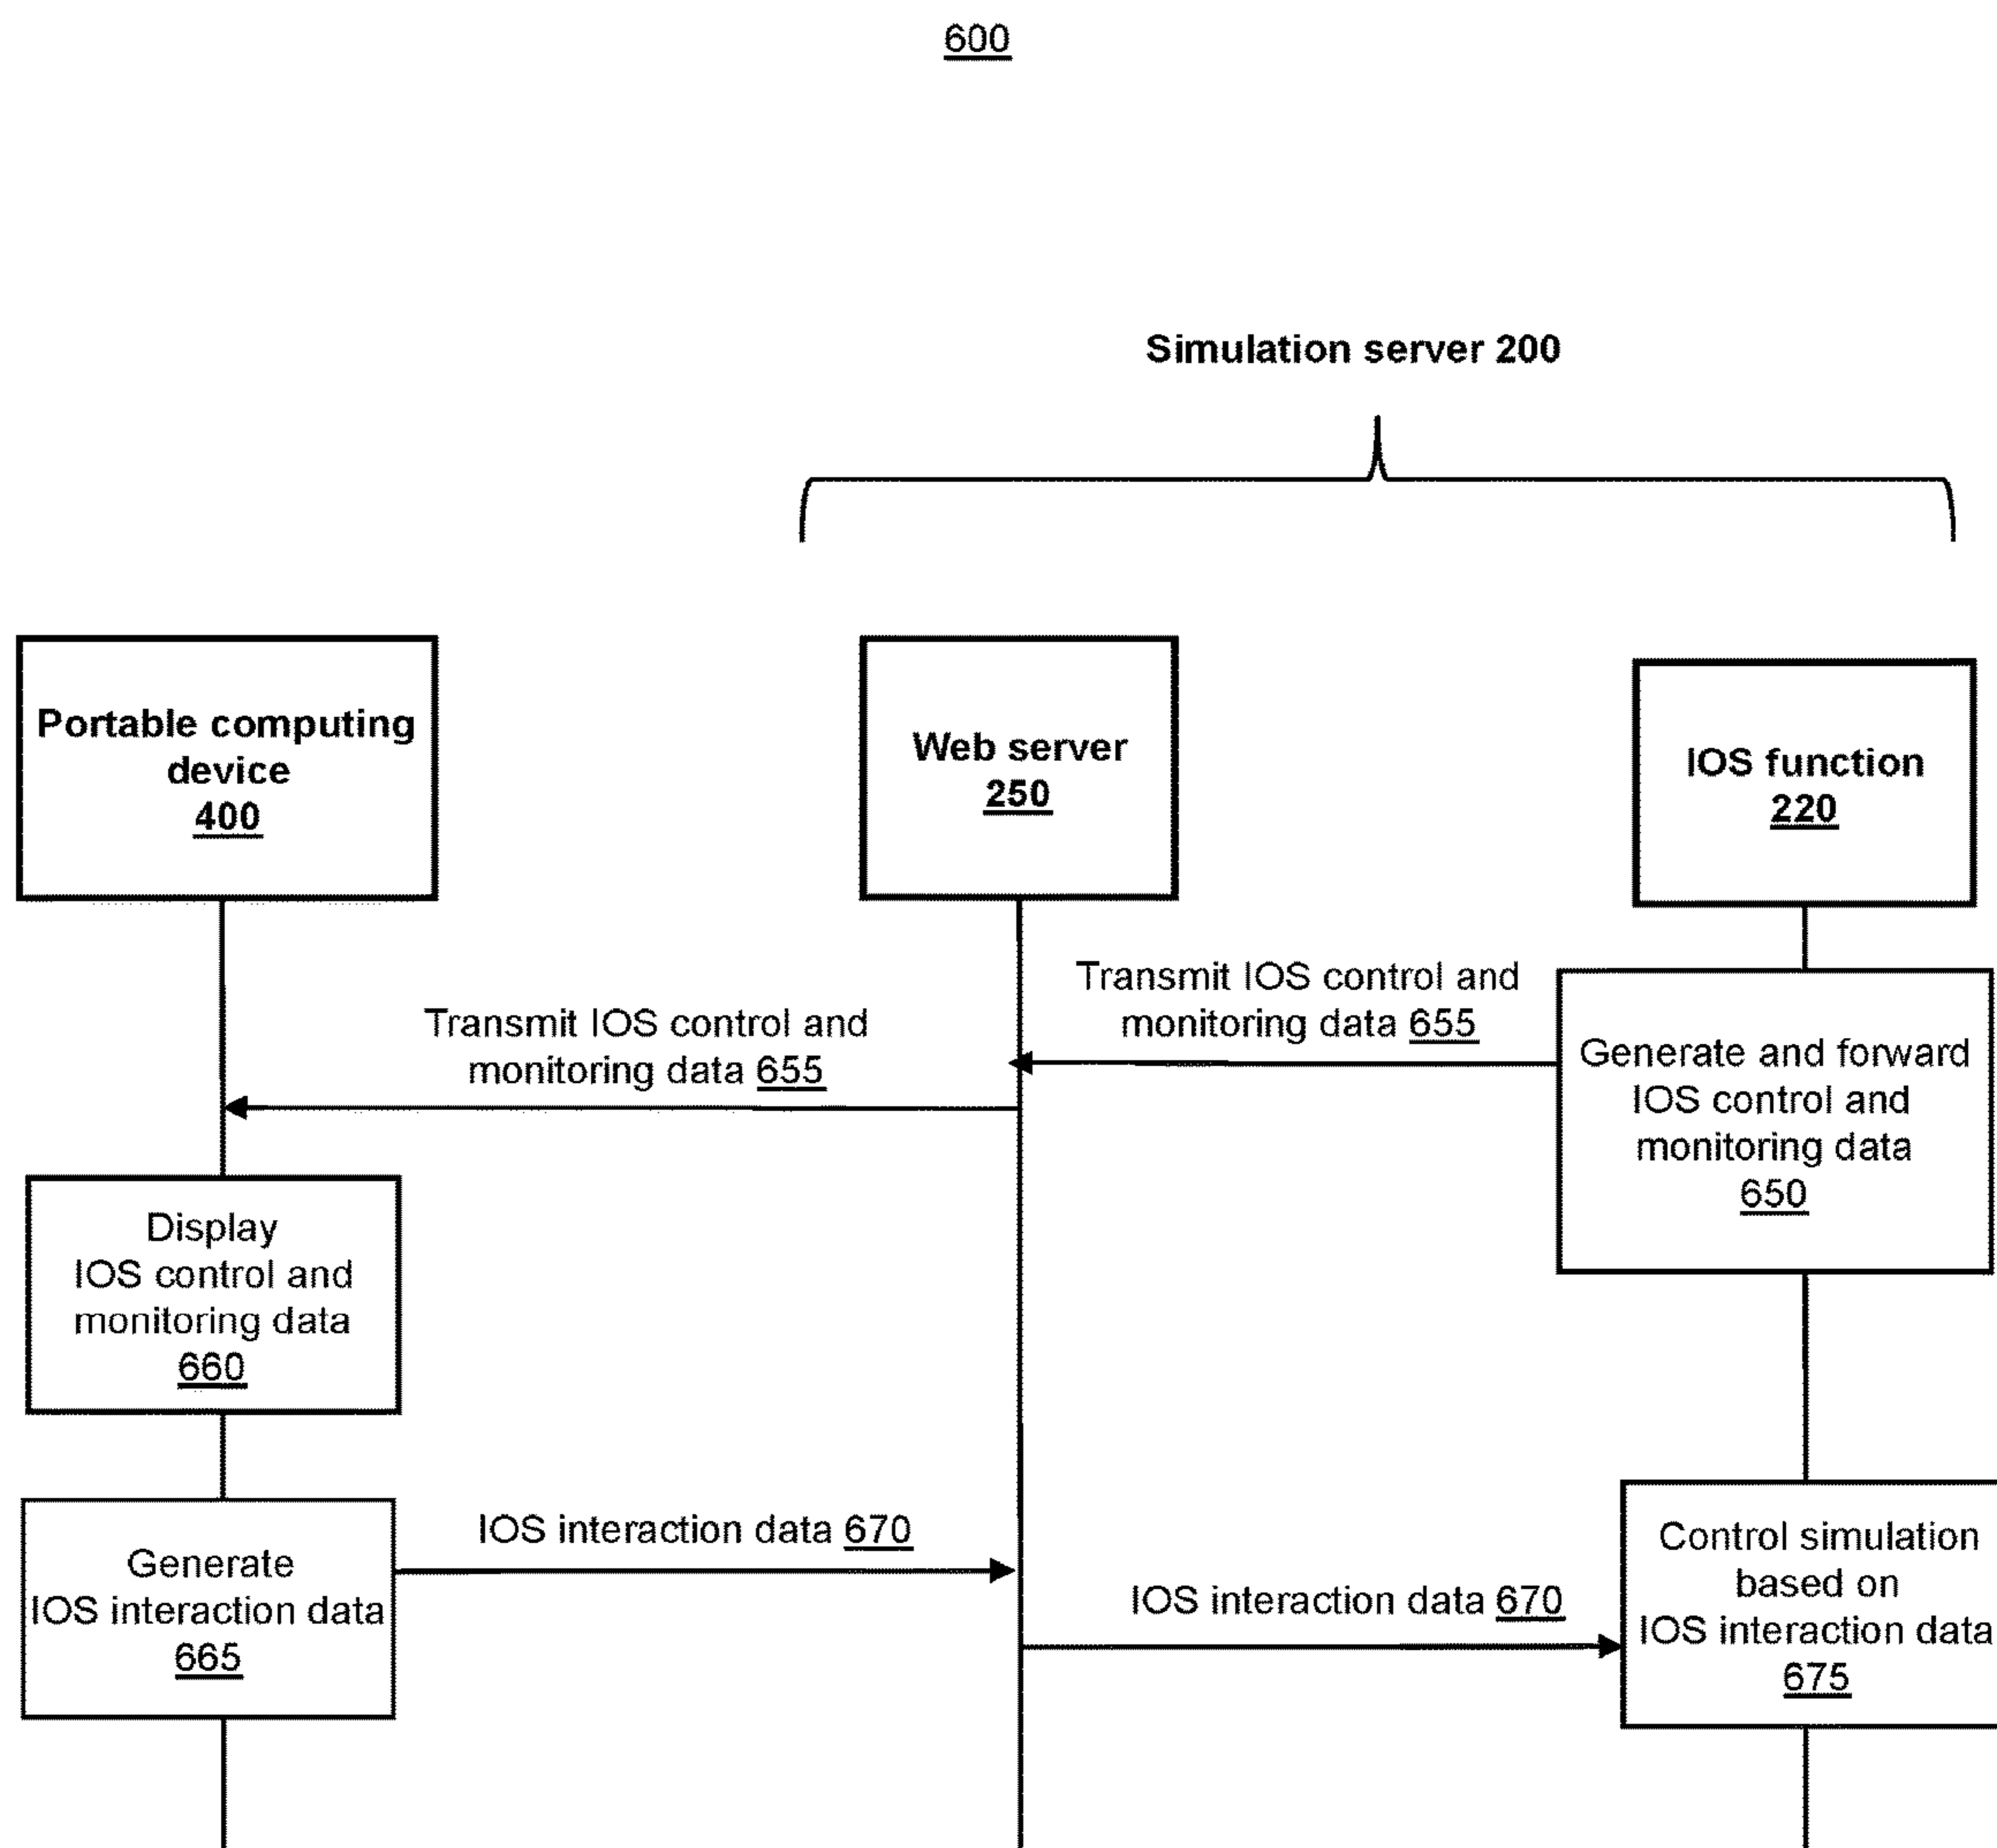 600
Simulation server 200
Portable computing
device
400
Web server
250
IOS function
220
Transmit IOS control and
monitoring data 655
Transmit IOS control and
monitoring data 655
Generate and forward
IOS control and
monitoring data
650
Display
IOS control and
monitoring data
660
Generate
IOS interaction data
665
IOS interaction data 670
IOS interaction data 670
Control simulation
based on
IOS interaction data
675